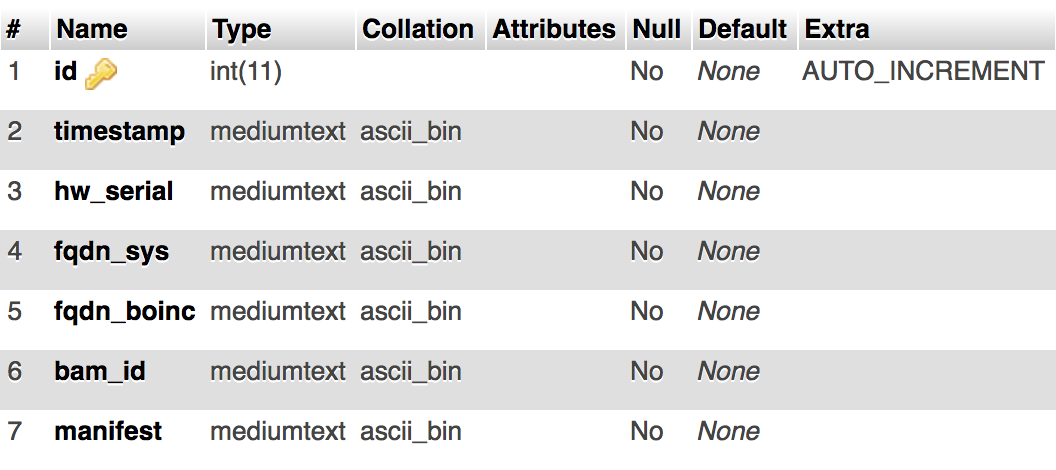 # Name Type Collation Attributes Null Default Extra
1 id int(11) No None AUTO_INCREMENT
2 timestamp mediumtext ascii_bin No None
3 hw_serial mediumtext ascii_bin No None
4 fqdn_sys mediumtext ascii_bin No None
5 fqdn_boinc mediumtext ascii_bin No None
6 bam_id mediumtext ascii_bin No None
7 manifest mediumtext ascii_bin No None